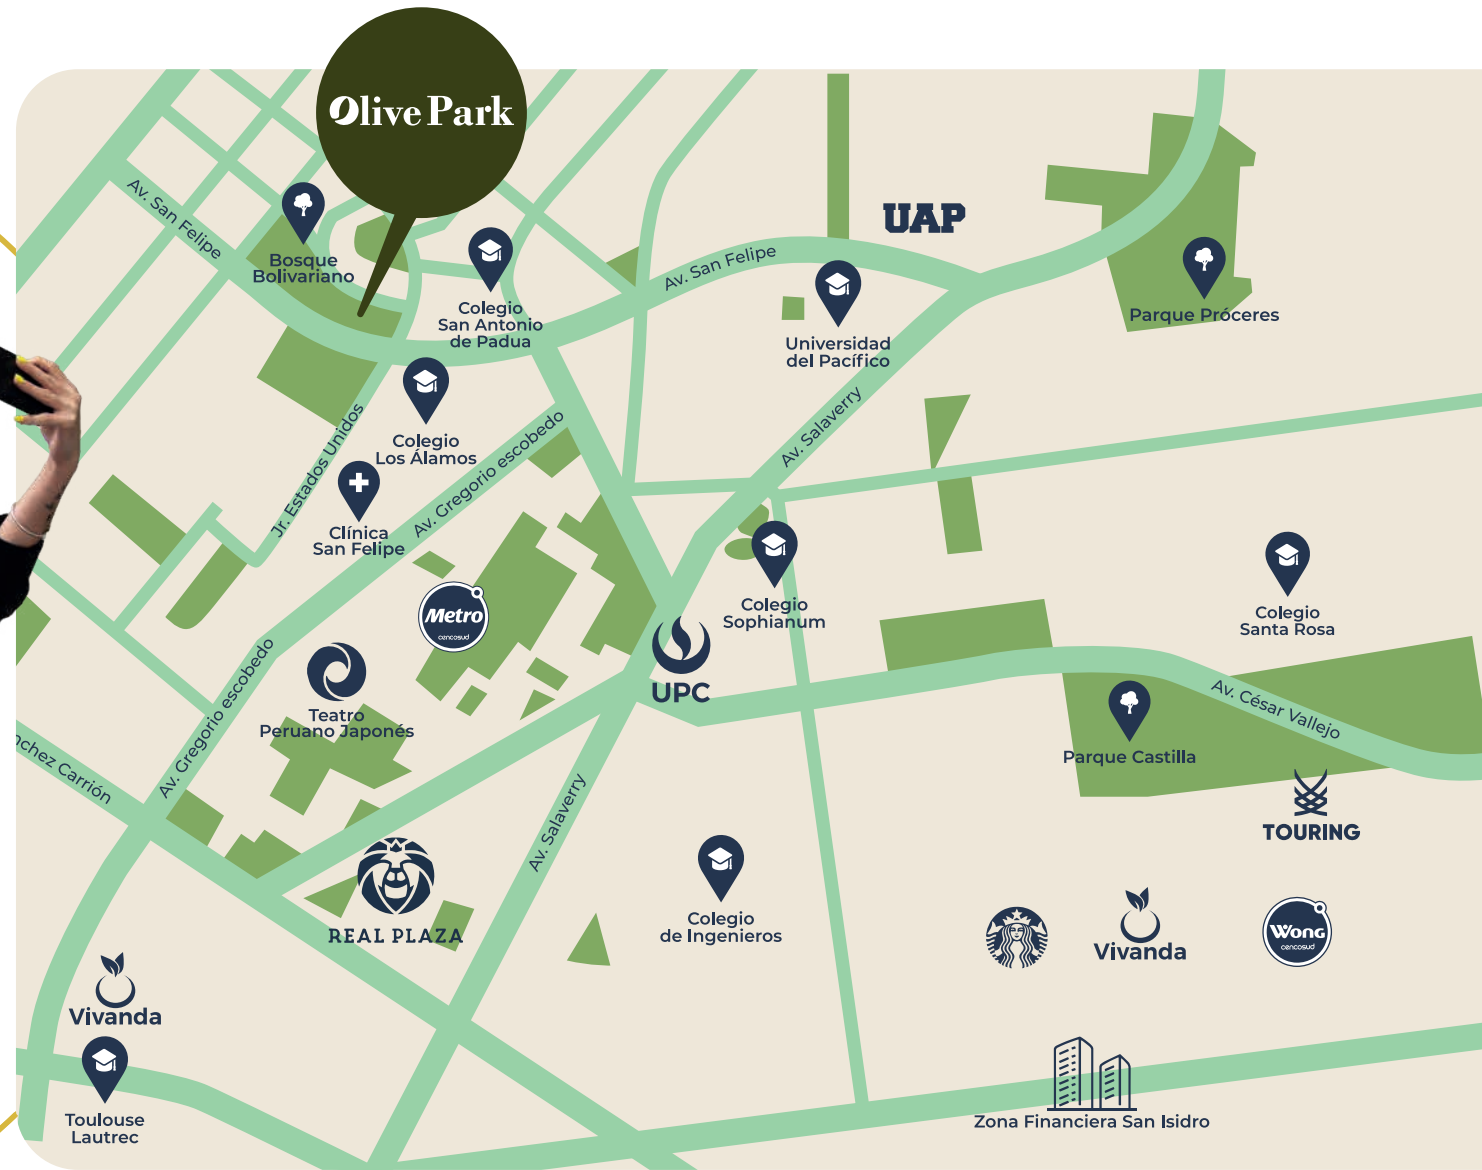 Olive Park
Av. San Felipe
Bosque
Bolivariano
Colegio
San Antonio
de Padua
Av. San Felipe
UAP
Universidad
del Pacífico
Parque Próceres
Colegio
Los Álamos
Jr. Estados Unidos
Av. Gregorio escobedo
Av. Salaverry
Clínica
San Felipe
Metro
cencosud
Colegio
Sophianum
Colegio
Santa Rosa
UPC
Teatro
Peruano Japonés
Av. Gregorio escobedo
nchez Carrión
Av. César Vallejo
Parque Castilla
TOURING
Av. Salaverry
REAL PLAZA
Colegio
de Ingenieros
Vivanda
Wong
cencosud
Vivanda
Toulouse
Lautrec
Zona Financiera San Isidro